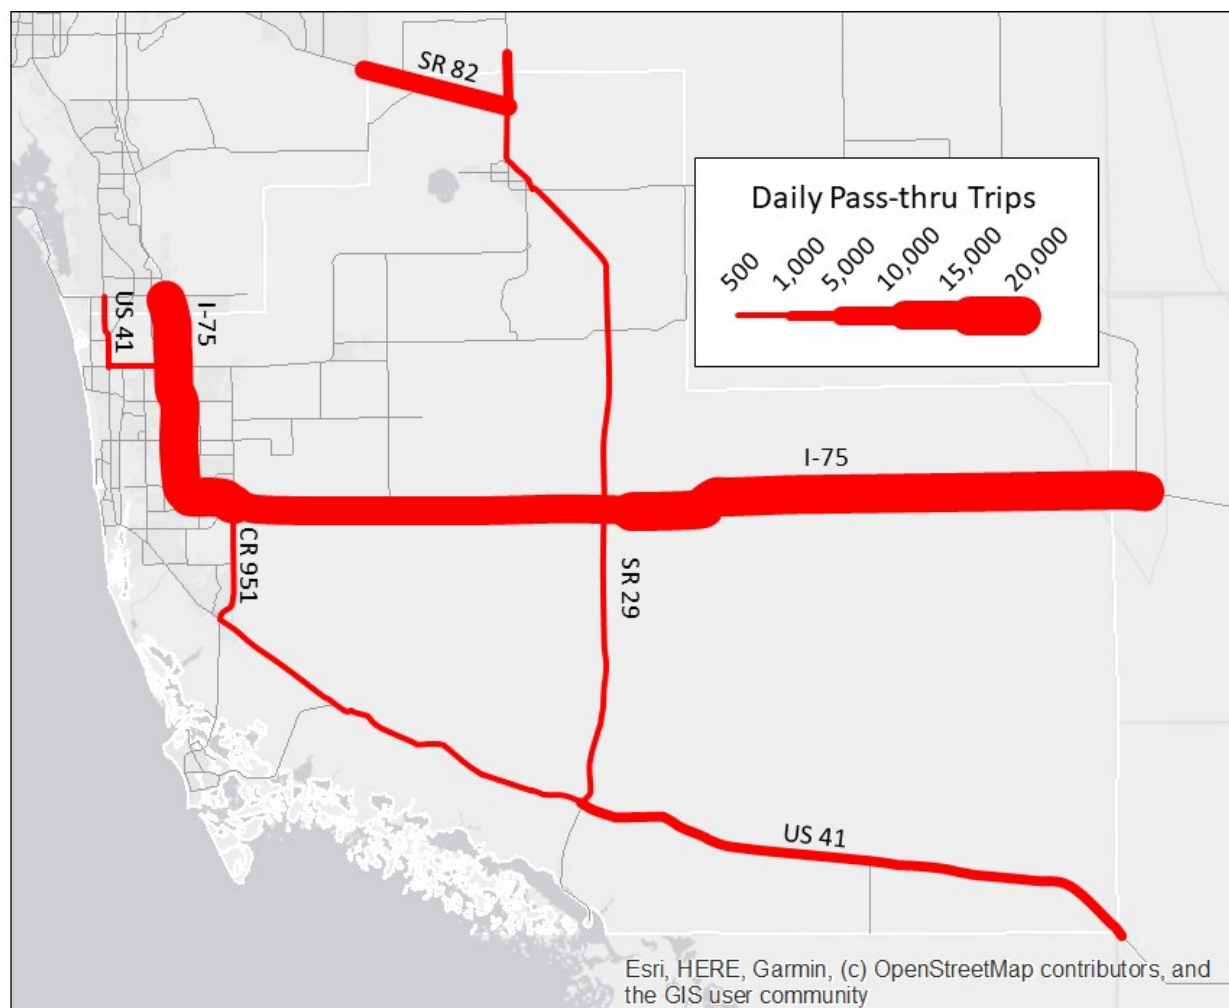 SR 82
Daily Pass-thru Trips
500
1,000
5,000
10,000
15,000
20,000
US 41
I-75
I-75
CR 951
SR 29
US 41
Esri, HERE, Garmin, (c) OpenStreetMap contributors, and
the GIS user community